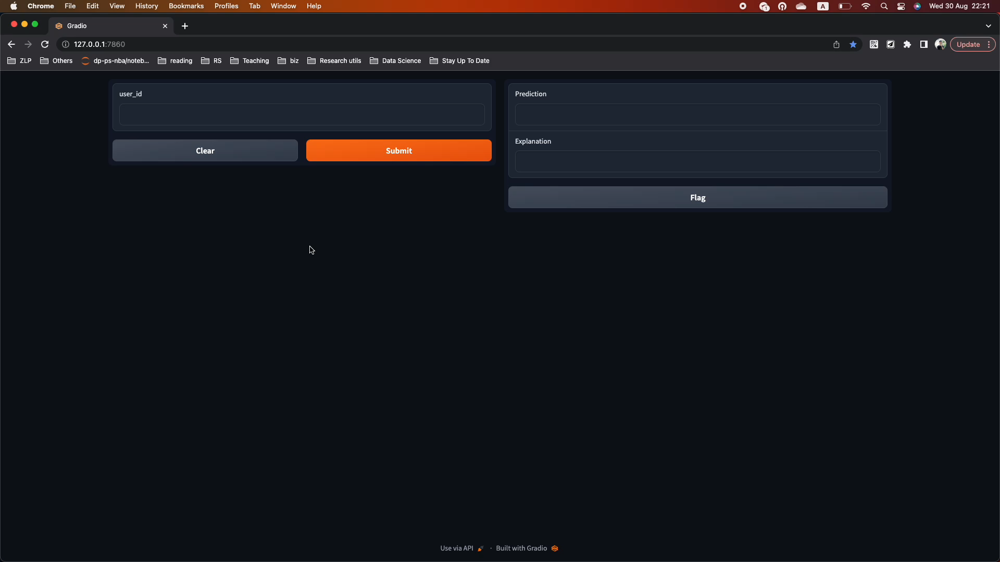 Chrome File Edit View History Bookmarks Profiles Tab Window Help 1 A Wed 30 Aug 22:21
Gradio
127.0.0.1:7860 Update
ZLP Others dp-ps-nba/noteb... reading RS Teaching biz Research utils Data Science Stay Up To Date
user_id
Clear Submit
Prediction
Explanation
Flag
Use via API · Built with Gradio